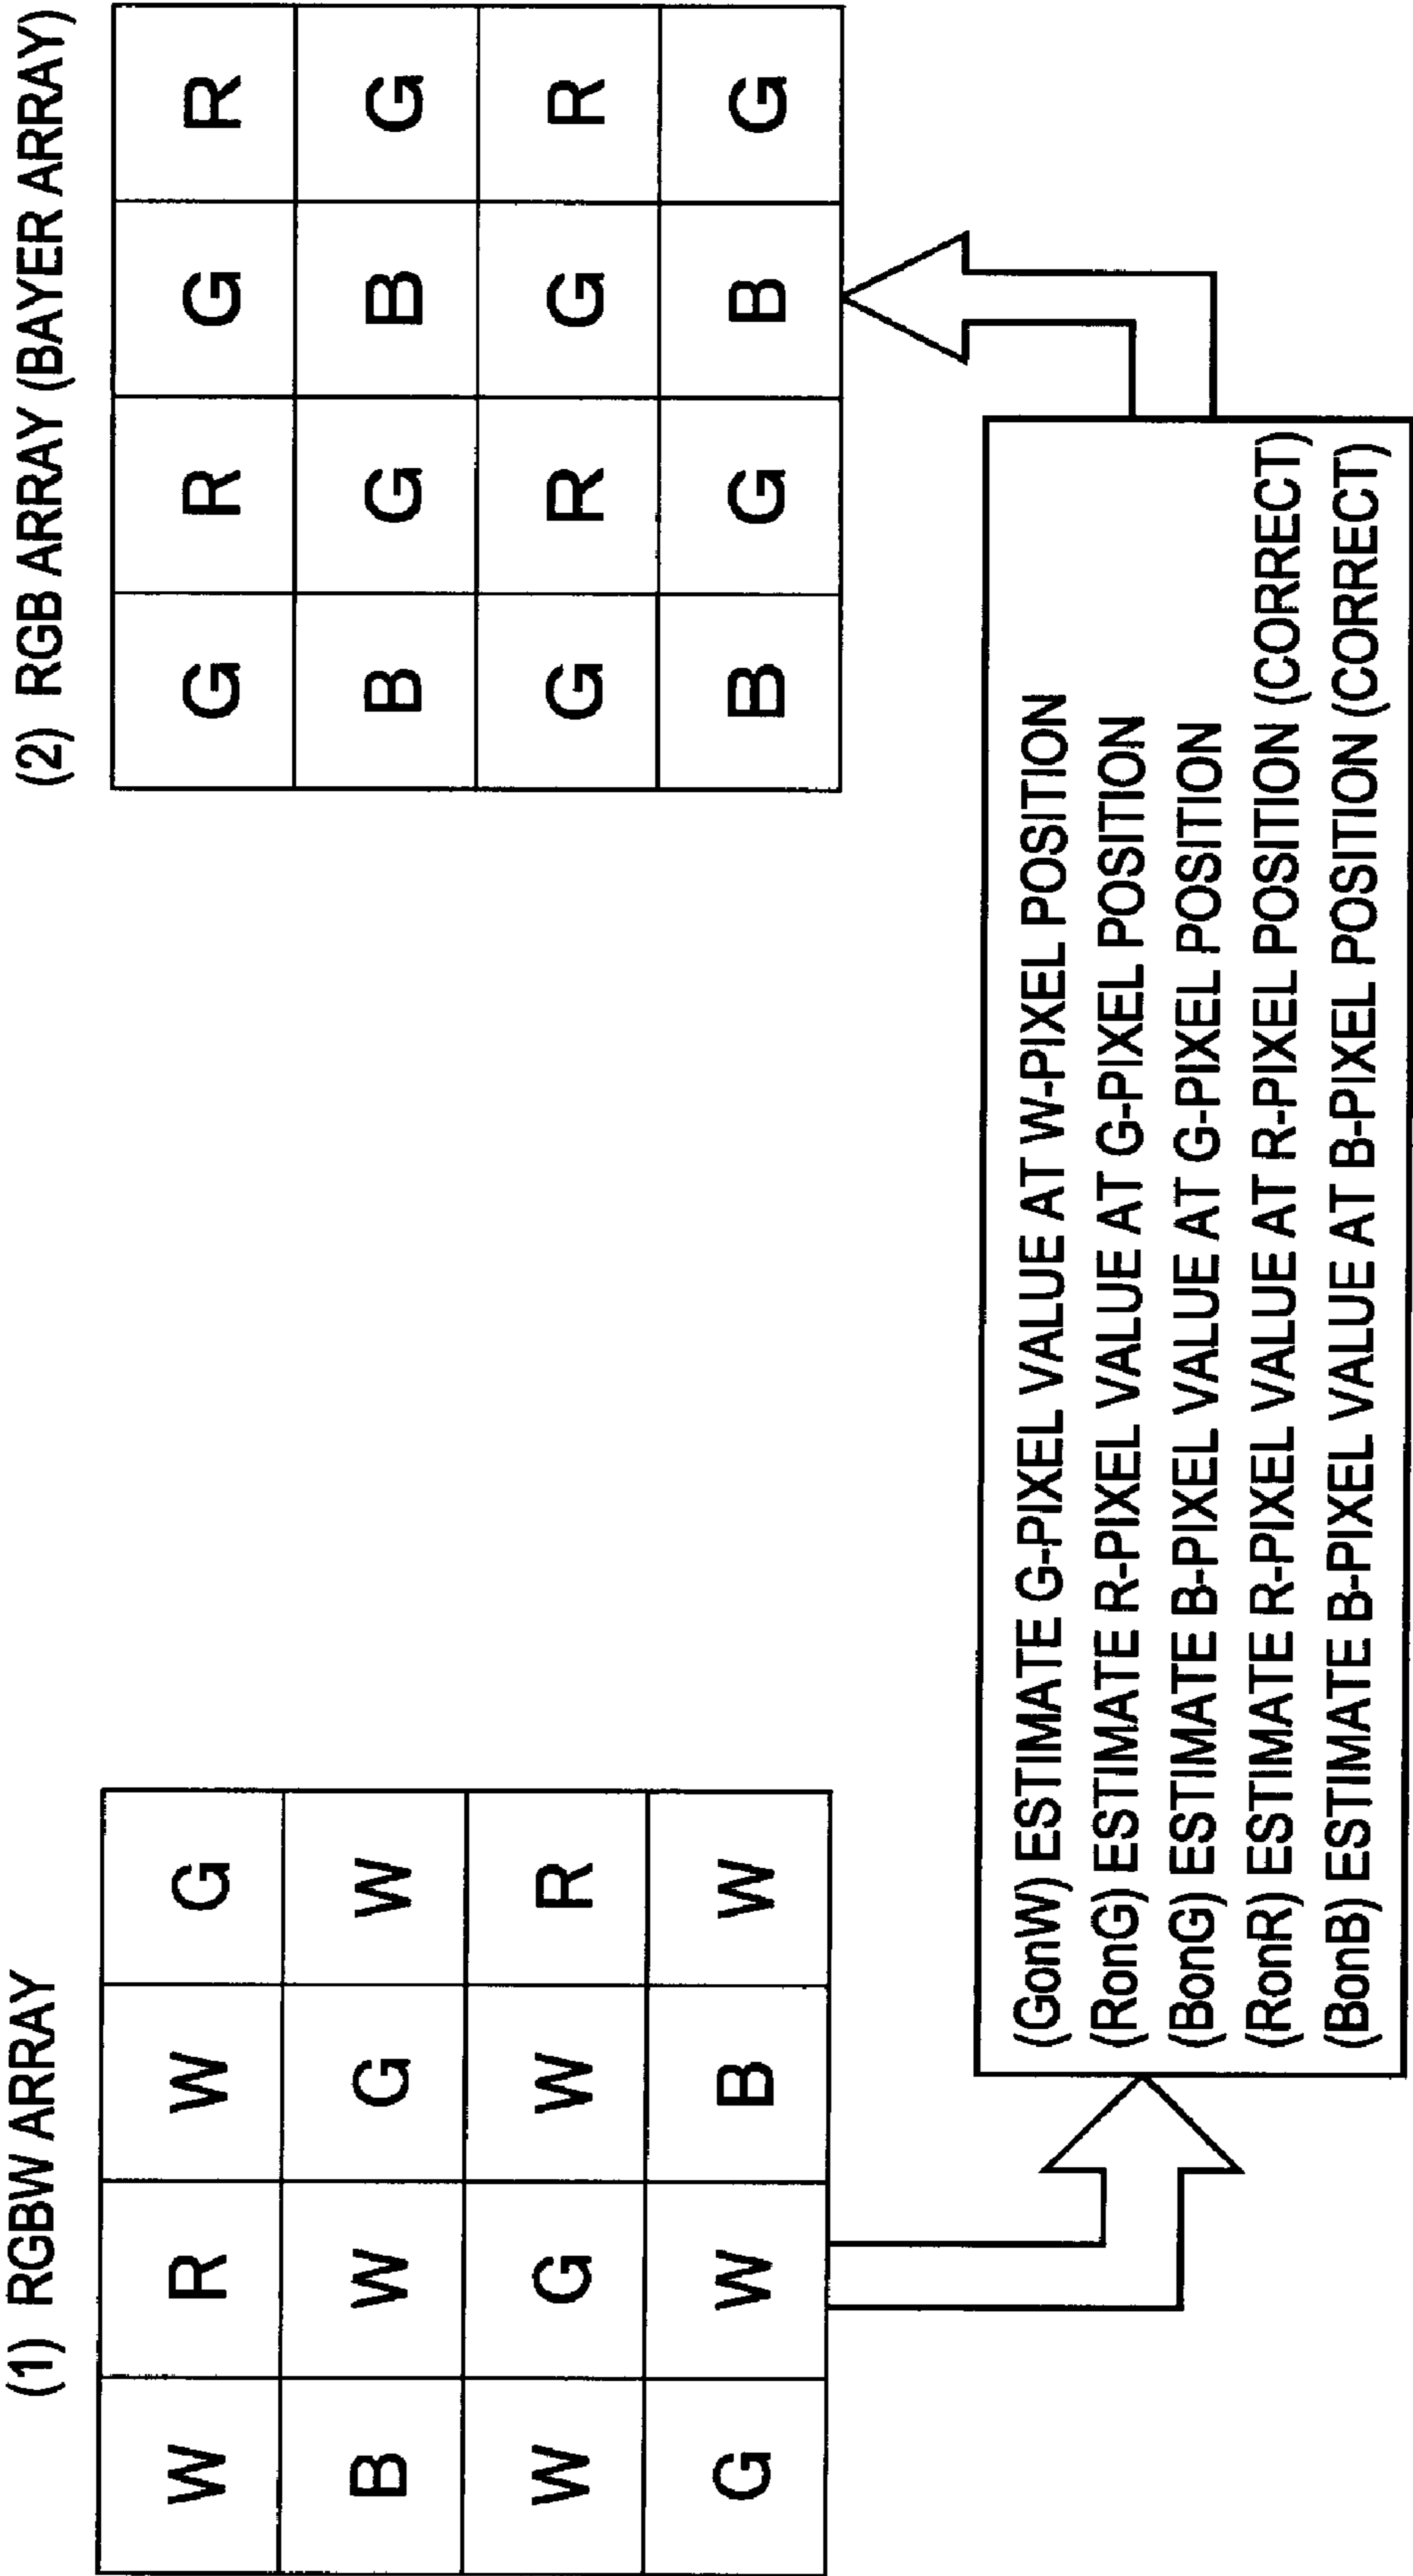 (1) RGBW ARRAY
W R W G
B W G W
W G W R
G W B W
(2) RGB ARRAY (BAYER ARRAY)
G R G R
B G B G
G R G R
B G B G
(GonW) ESTIMATE G-PIXEL VALUE AT W-PIXEL POSITION
(RonG) ESTIMATE R-PIXEL VALUE AT G-PIXEL POSITION
(BonG) ESTIMATE B-PIXEL VALUE AT G-PIXEL POSITION
(RonR) ESTIMATE R-PIXEL VALUE AT R-PIXEL POSITION (CORRECT)
(BonB) ESTIMATE B-PIXEL VALUE AT B-PIXEL POSITION (CORRECT)